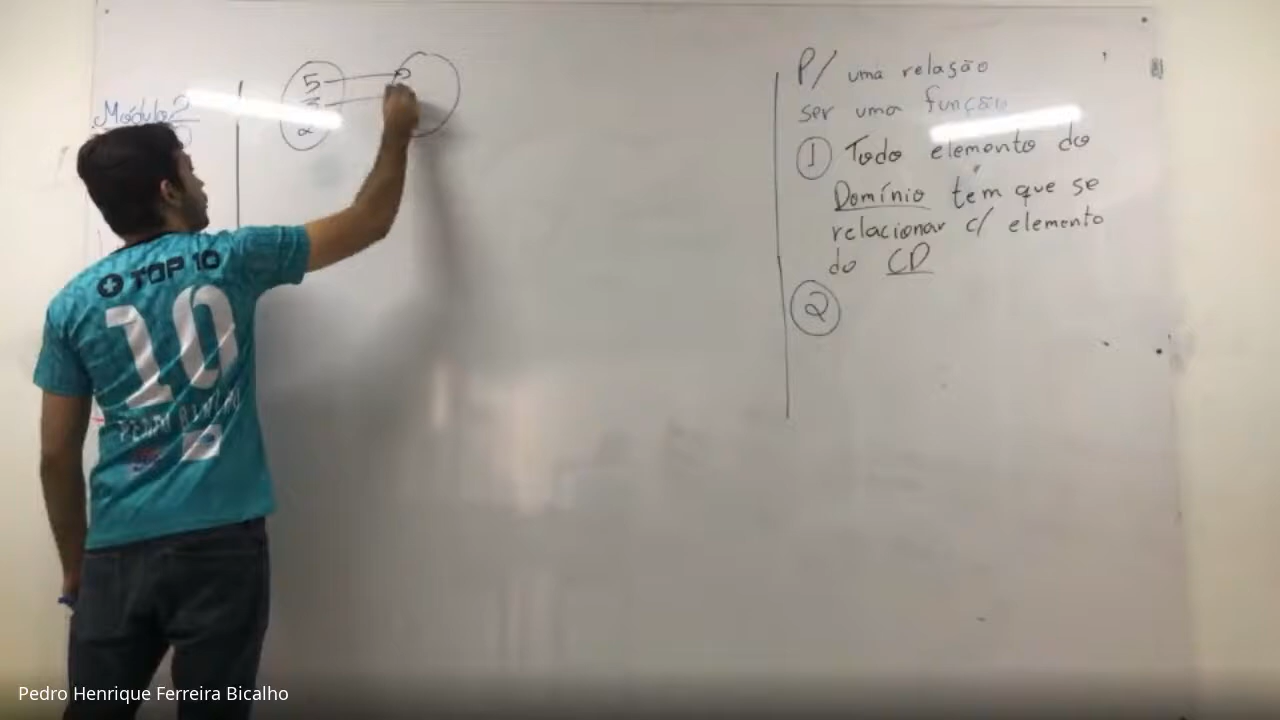 Módulo 2
5
2
P/ uma relação
ser uma função
① Todo elemento do
Domínio tem que se
relacionar c/ elemento
do CD
②
TOP 10
10
Pedro Henrique Ferreira Bicalho